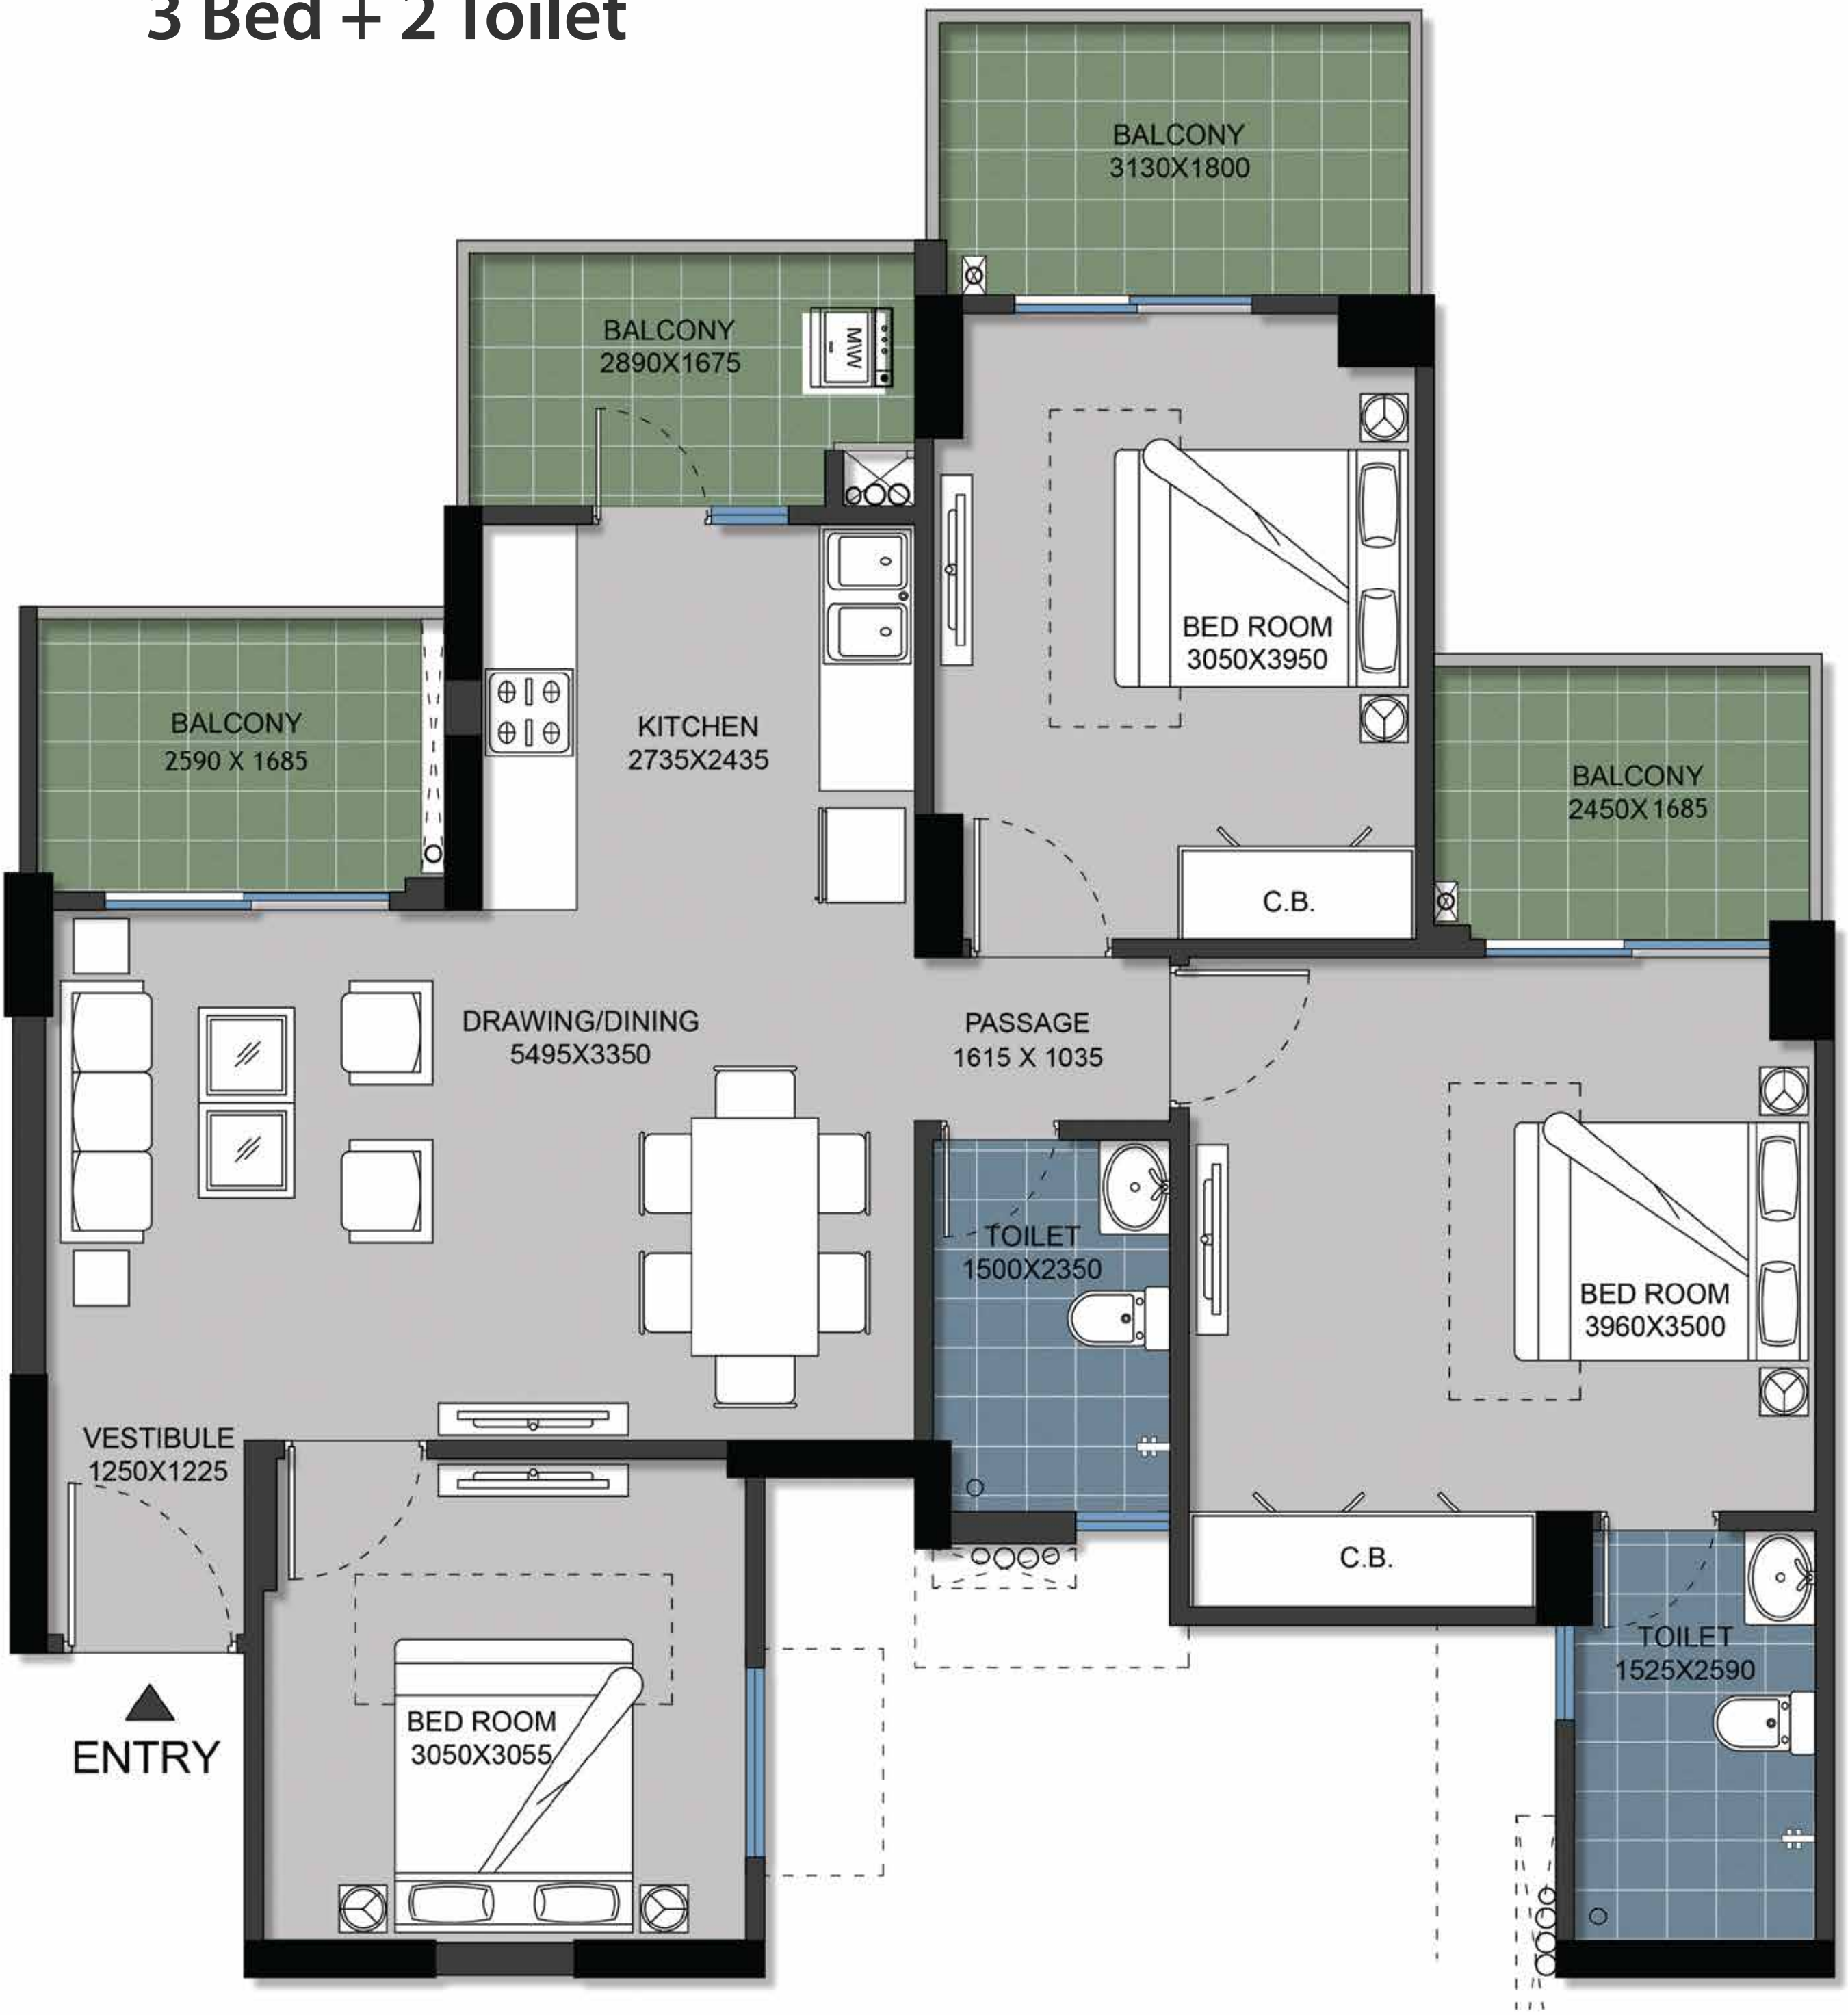 3 Bed + 2 Toilet
BALCONY
3130X1800
BALCONY
2890X1675
MW
BED ROOM
3050X3950
BALCONY
2590 X 1685
KITCHEN
2735X2435
BALCONY
2450X1685
C.B.
DRAWING/DINING
5495X3350
PASSAGE
1615 X 1035
TOILET
1500X2350
BED ROOM
3960X3500
VESTIBULE
1250X1225
C.B.
TOILET
1525X2590
BED ROOM
3050X3055
ENTRY